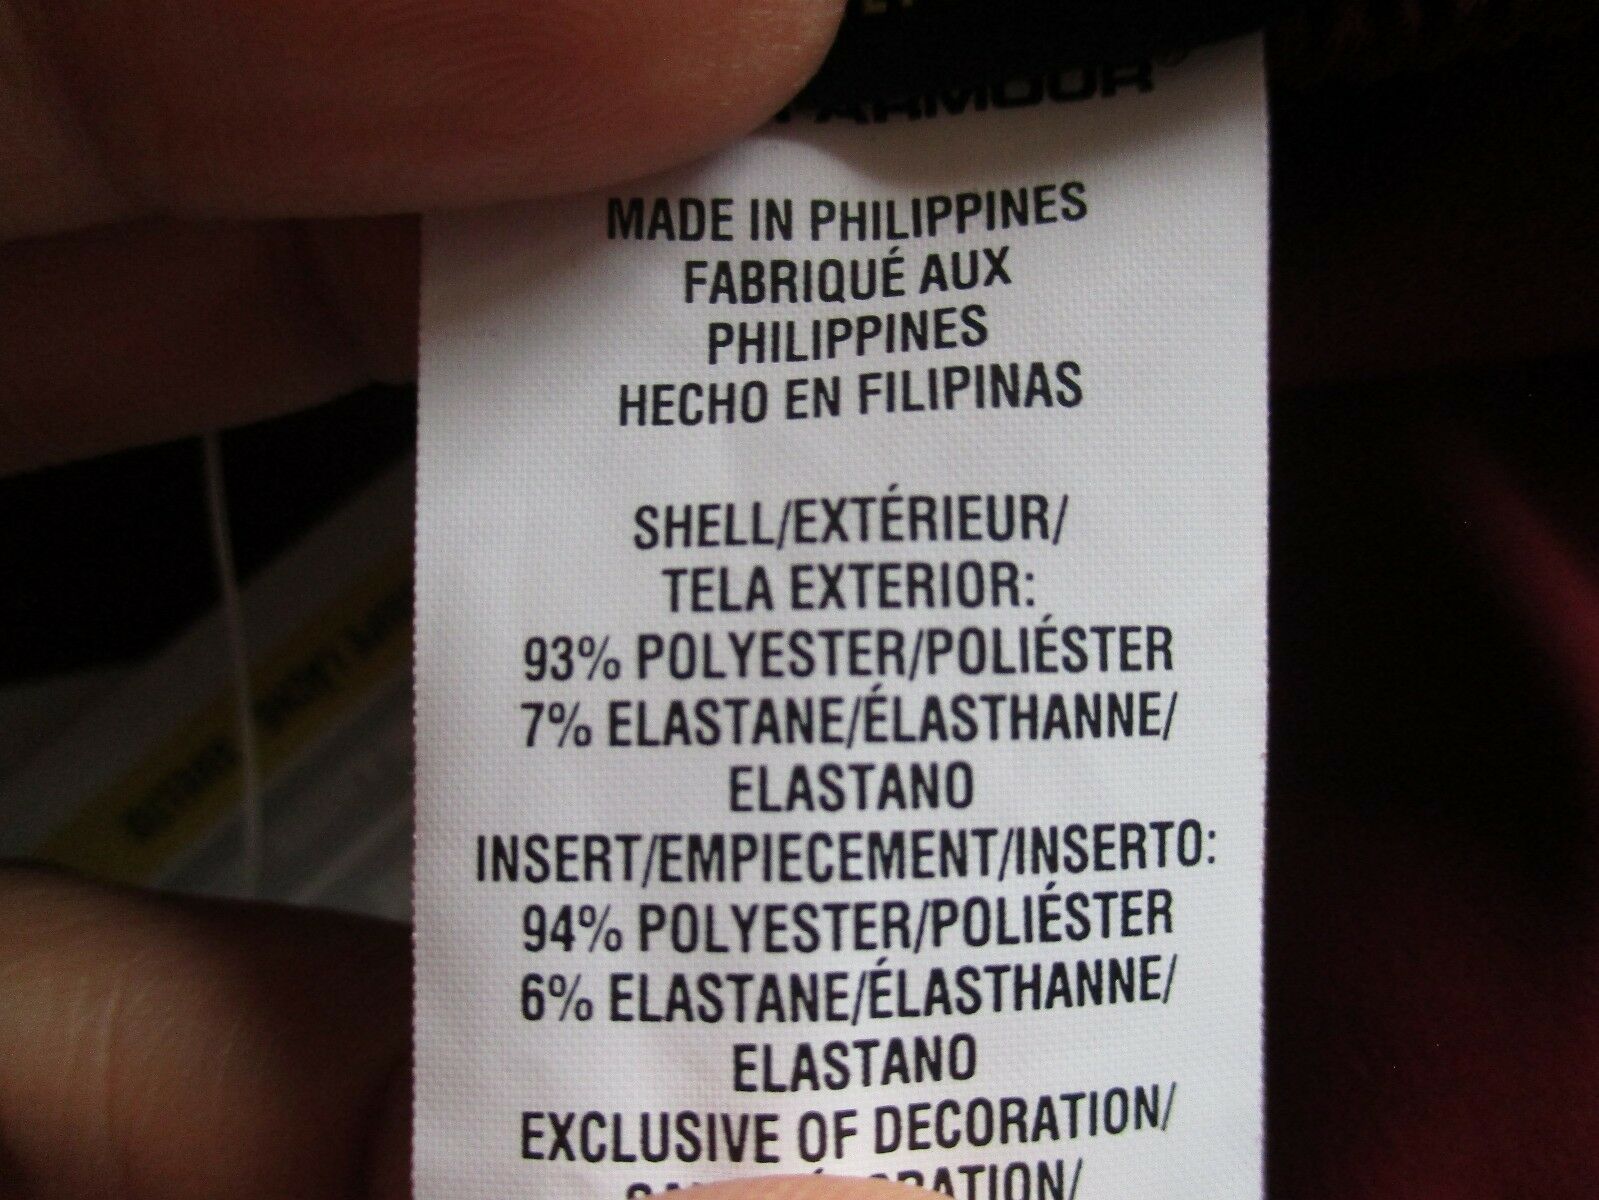 ARMOUR
MADE IN PHILIPPINES
FABRIQUÉ AUX
PHILIPPINES
HECHO EN FILIPINAS
SHELL/EXTÉRIEUR/
TELA EXTERIOR:
93% POLYESTER/POLIÉSTER
7% ELASTANE/ÉLASTHANNE/
ELASTANO
INSERT/EMPIECEMENT/INSERTO:
94% POLYESTER/POLIÉSTER
6% ELASTANE/ÉLASTHANNE/
ELASTANO
EXCLUSIVE OF DECORATION/